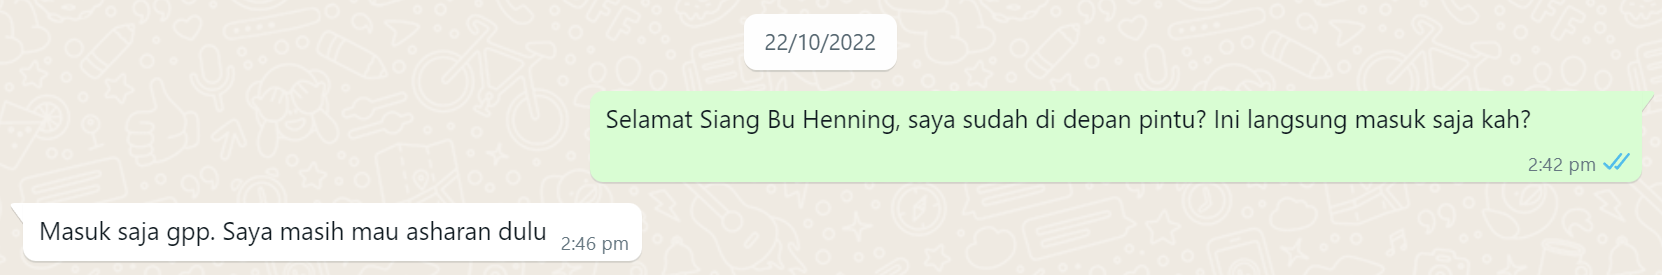 22/10/2022
Selamat Siang Bu Henning, saya sudah di depan pintu? Ini langsung masuk saja kah?
2:42 pm
Masuk saja gpp. Saya masih mau asharan dulu 2:46 pm